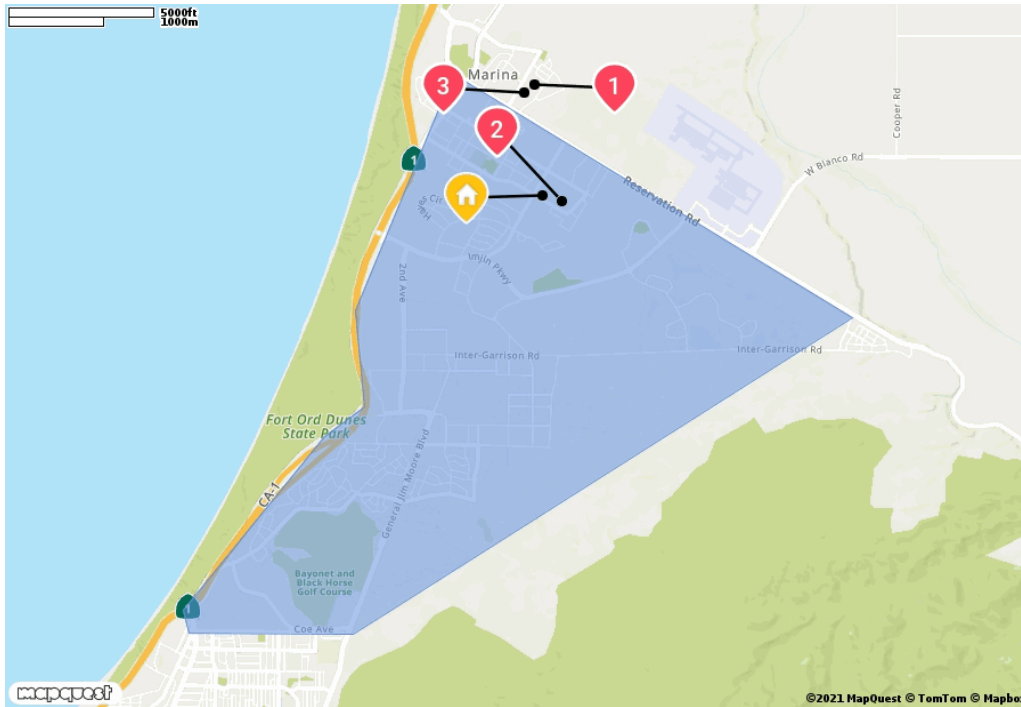 5000ft
1000m
Marina
3
1
2
1
Cooper Rd
W Blanco Rd
Reservation Rd
Imjin Pkwy
2nd Ave
Inter-Garrison Rd
Inter-Garrison Rd
Fort Ord Dunes
State Park
General Jim Moore Blvd
CA-1
Bayonet and
Black Horse
Golf Course
1
Coe Ave
mapquest
©2021 MapQuest © TomTom © Mapbox